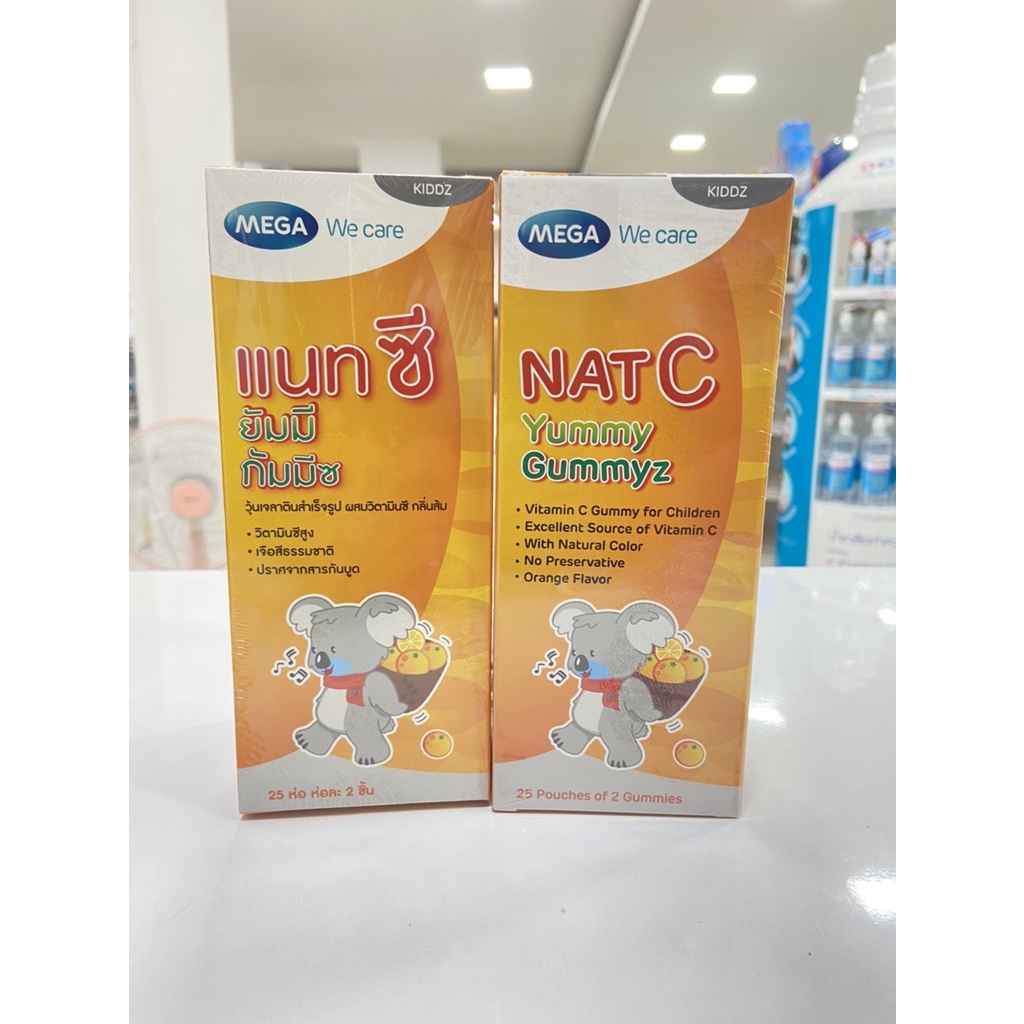 KIDDZ
MEGA We care
แนท ซี
ยัมมี
กัมมีซ
วุ้นเจลาตินสำเร็จรูป ผสมวิตามินซี กลิ่นส้ม
• วิตามินซีสูง
• เจือสีธรรมชาติ
• ปราศจากสารกันบูด
25 ห่อ ห่อละ 2 ชิ้น
KIDDZ
MEGA We care
NAT C
Yummy
Gummyz
• Vitamin C Gummy for Children
• Excellent Source of Vitamin C
• With Natural Color
• No Preservative
• Orange Flavor
25 Pouches of 2 Gummies